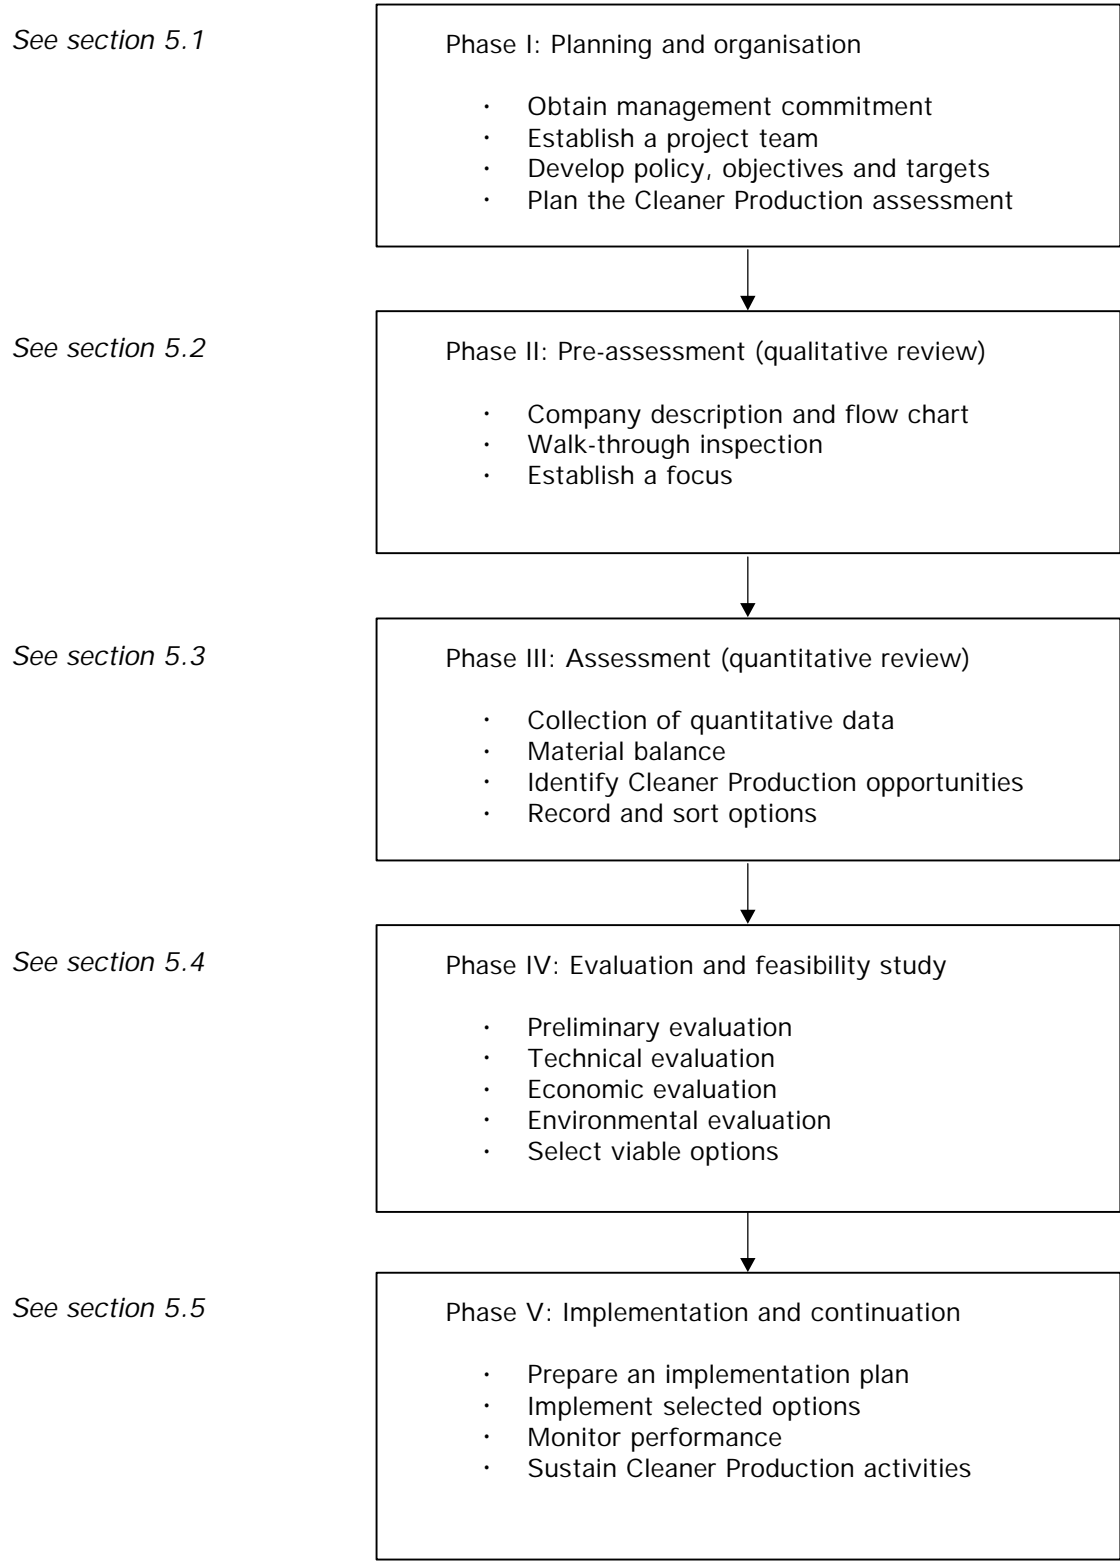 See section 5.1
Phase I: Planning and organisation
· Obtain management commitment
· Establish a project team
· Develop policy, objectives and targets
· Plan the Cleaner Production assessment
See section 5.2
Phase II: Pre-assessment (qualitative review)
· Company description and flow chart
· Walk-through inspection
· Establish a focus
See section 5.3
Phase III: Assessment (quantitative review)
· Collection of quantitative data
· Material balance
· Identify Cleaner Production opportunities
· Record and sort options
See section 5.4
Phase IV: Evaluation and feasibility study
· Preliminary evaluation
· Technical evaluation
· Economic evaluation
· Environmental evaluation
· Select viable options
See section 5.5
Phase V: Implementation and continuation
· Prepare an implementation plan
· Implement selected options
· Monitor performance
· Sustain Cleaner Production activities